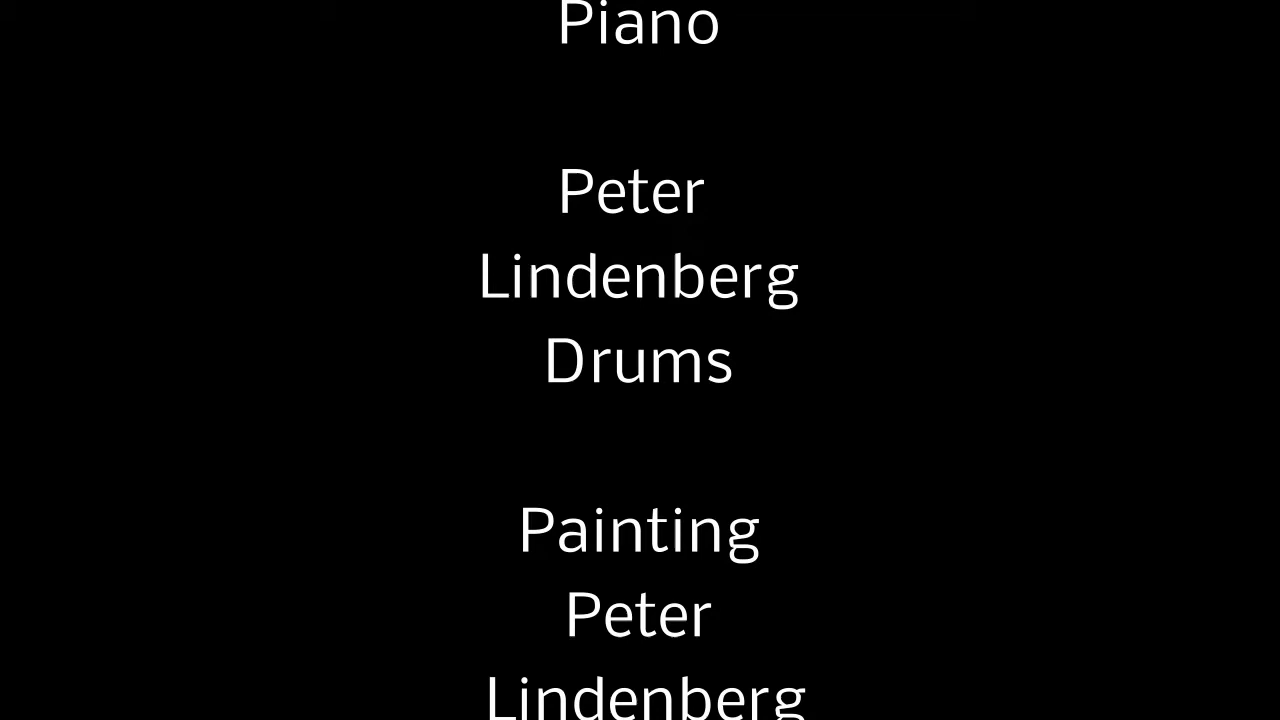 Piano
Peter
Lindenberg
Drums
Painting
Peter
Lindenberg